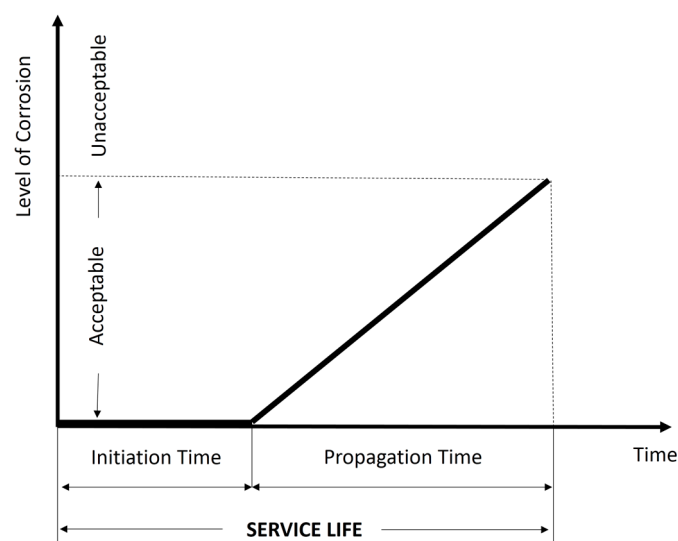 Level of Corrosion
Unacceptable
Acceptable
Initiation Time
Propagation Time
Time
SERVICE LIFE